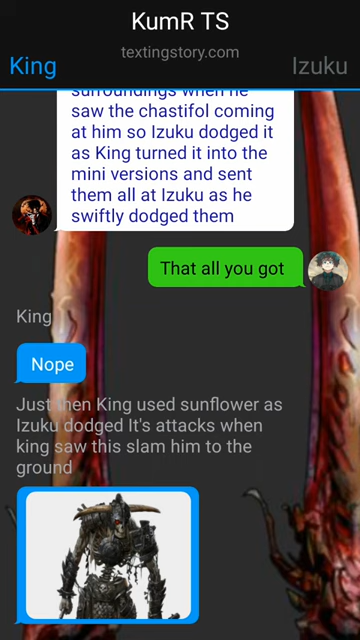 KumR TS
textingstory.com
King
Izuku
surroundings when he
saw the chastifol coming
at him so Izuku dodged it
as King turned it into the
mini versions and sent
them all at Izuku as he
swiftly dodged them
That all you got
King
Nope
Just then King used sunflower as
Izuku dodged It's attacks when
king saw this slam him to the
ground